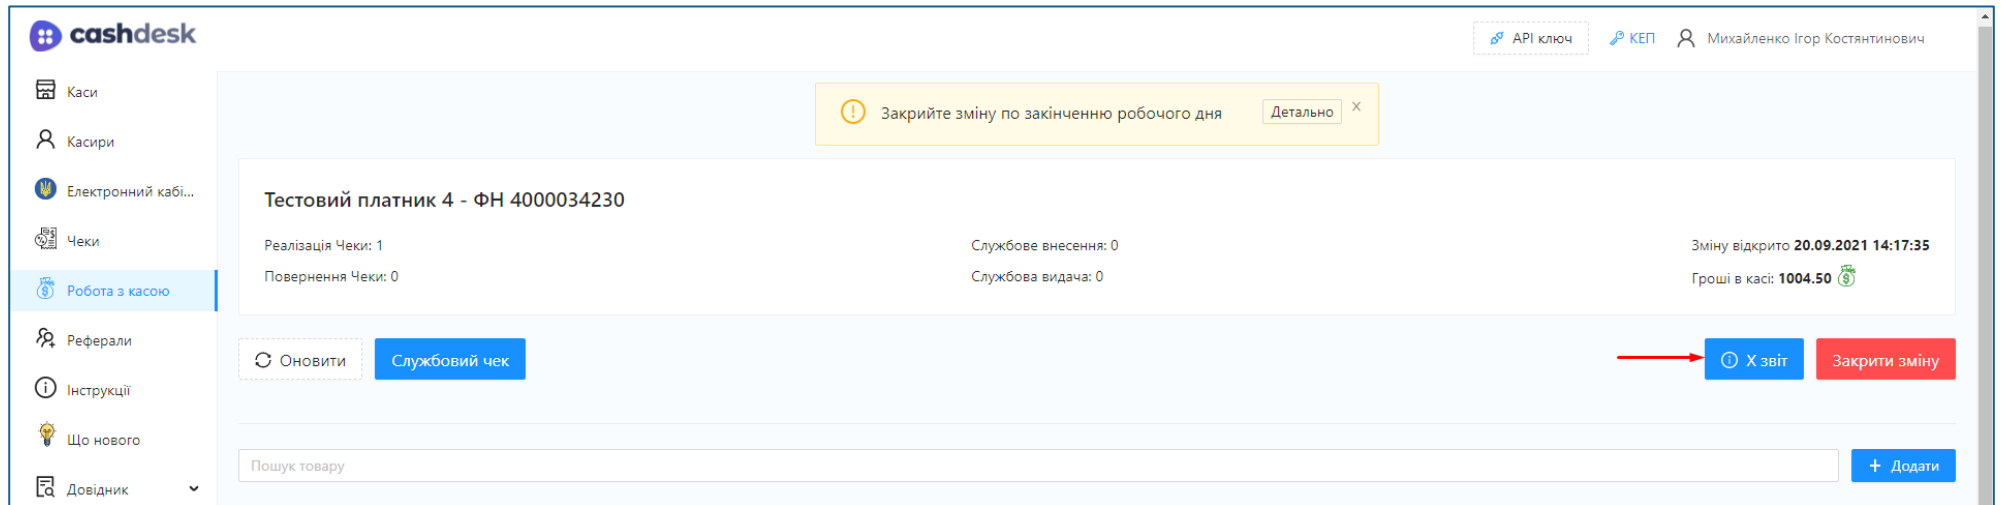 cashdesk
API ключ
КЕП
Михайленко Ігор Костянтинович
Каси
Касири
Електронний кабі...
Чеки
Робота з касою
Реферали
Інструкції
Що нового
Довідник
Закрийте зміну по закінченню робочого дня
Детально
Тестовий платник 4 - ФН 4000034230
Реалізація Чеки: 1
Службове внесення: 0
Зміну відкрито 20.09.2021 14:17:35
Повернення Чеки: 0
Службова видача: 0
Гроші в касі: 1004.50
Оновити
Службовий чек
X звіт
Закрити зміну
Пошук товару
+ Додати